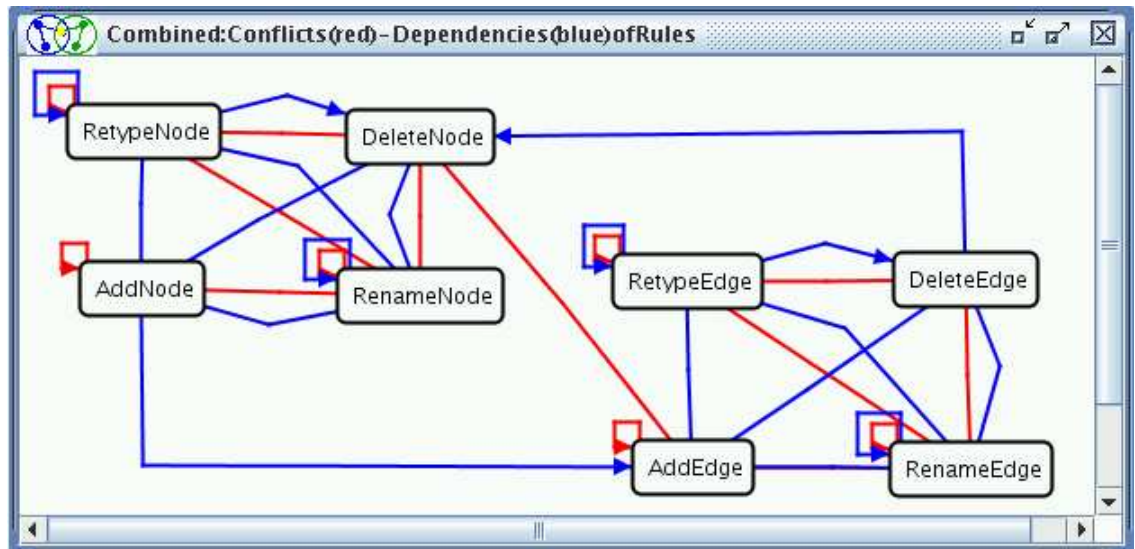 Combined:Conflicts(red)-Dependencies(blue)ofRules
RetypeNode
DeleteNode
AddNode
RenameNode
RetypeEdge
DeleteEdge
AddEdge
RenameEdge